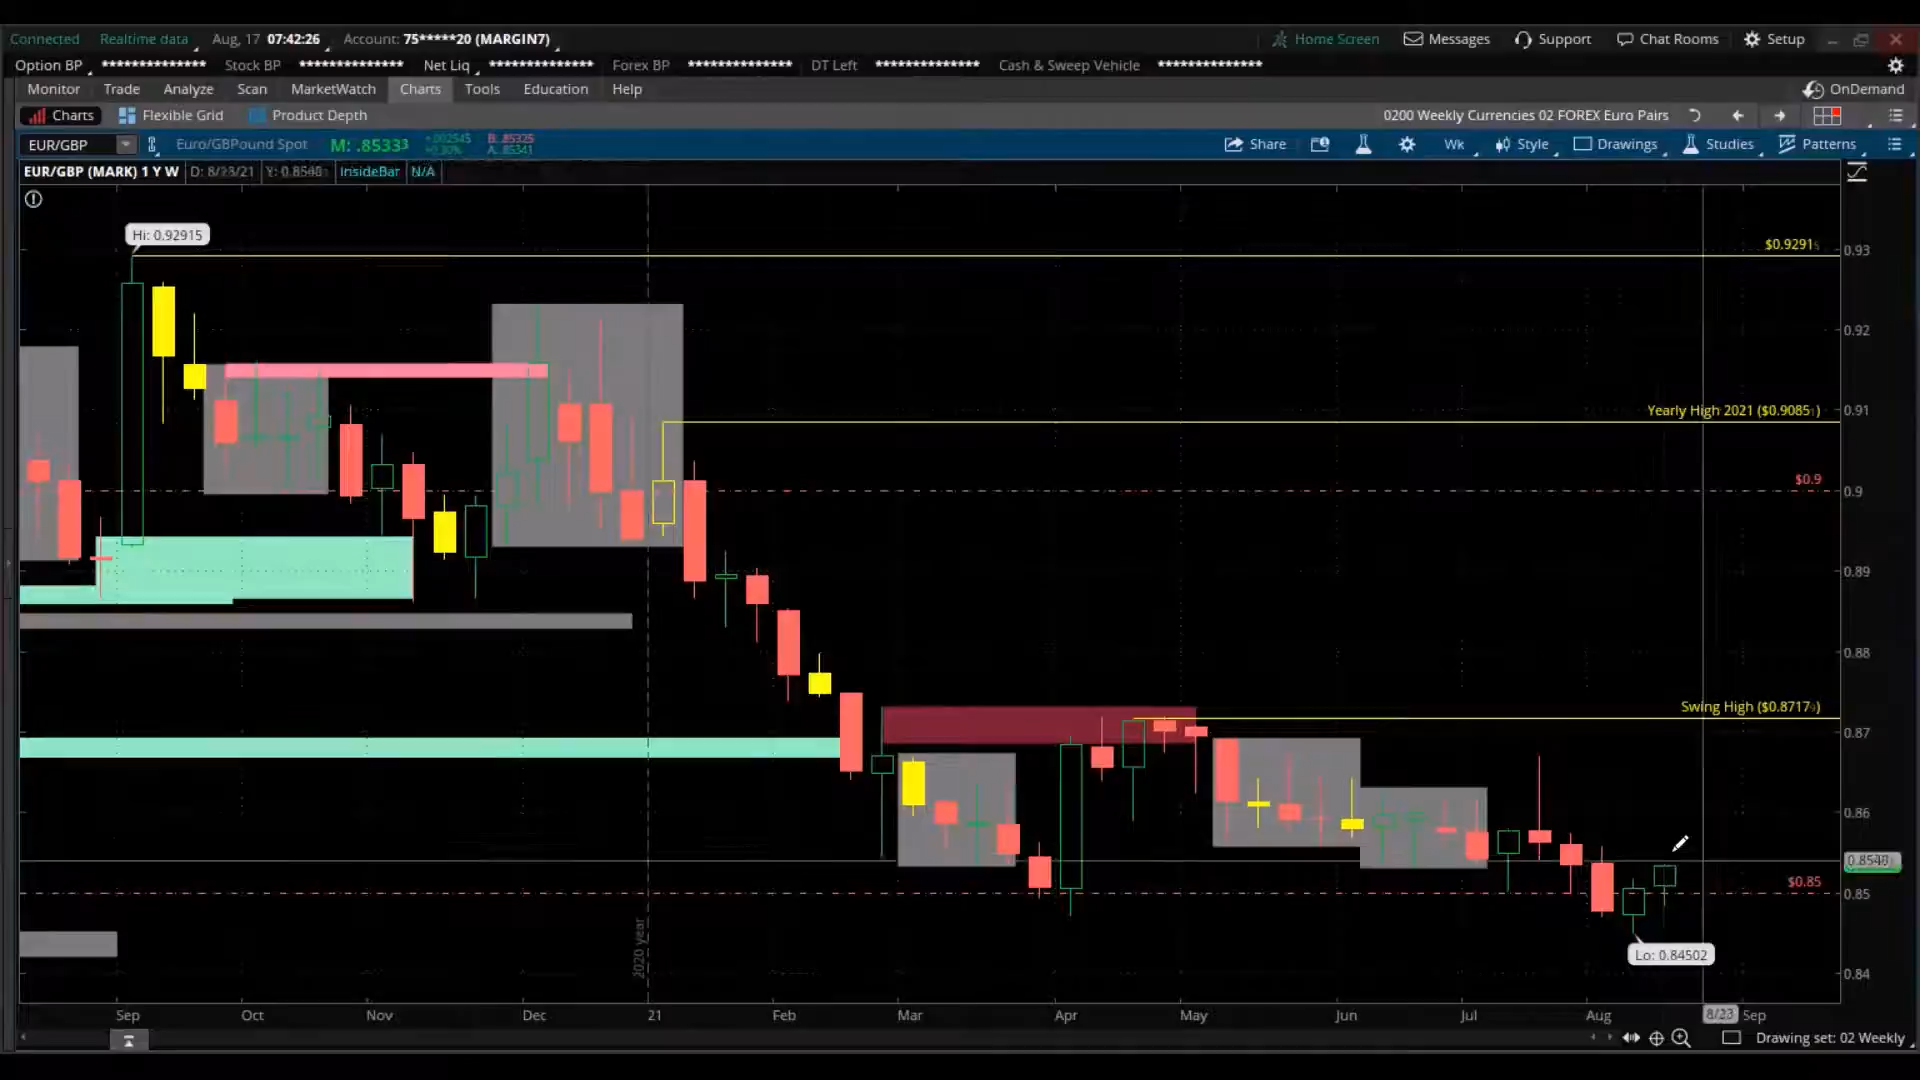 Connected Realtime data Aug, 17 07:42:26 Account: 75*****20 (MARGIN7) Home Screen Messages Support Chat Rooms Setup
Option BP ************** Stock BP ************** Net Liq ************** Forex BP ************** DT Left ************** Cash & Sweep Vehicle **************
Monitor Trade Analyze Scan MarketWatch Charts Tools Education Help OnDemand
Charts Flexible Grid Product Depth 0200 Weekly Currencies 02 FOREX Euro Pairs
EUR/GBP Euro/GBPound Spot M: .85333 +.002545 +0.30% B: .85325 A: .85341 Share Wk Style Drawings Studies Patterns
EUR/GBP (MARK) 1 Y W D: 8/23/21 Y: InsideBar N/A
Hi: 0.92915
$0.9291
0.93
0.92
Yearly High 2021 ($0.9085 )
0.91
$0.9
0.9
0.89
0.88
Swing High ($0.8717 )
0.87
0.86
$0.85
0.85
2020 year
Lo: 0.84502
0.84
Sep Oct Nov Dec 21 Feb Mar Apr May Jun Jul Aug 8/23 Sep
Drawing set: 02 Weekly